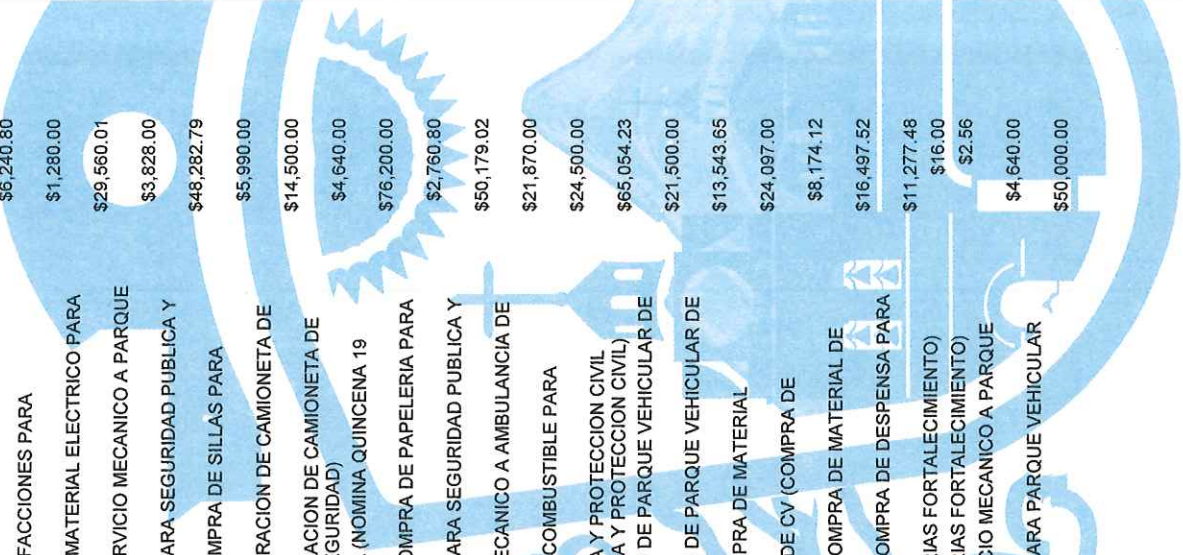 $6,240.80
FACCIONES PARA
$1,280.00
MATERIAL ELECTRICO PARA
$29,560.01
RVICIO MECANICO A PARQUE
$3,828.00
ARA SEGURIDAD PUBLICA Y
$48,282.79
MPRA DE SILLAS PARA
$5,990.00
RACION DE CAMIONETA DE
$14,500.00
ACION DE CAMIONETA DE
GURIDAD)
$4,640.00
(NOMINA QUINCENA 19
$76,200.00
OMPRA DE PAPELERIA PARA
$2,760.80
ARA SEGURIDAD PUBLICA Y
$50,179.02
ECANICO A AMBULANCIA DE
$21,870.00
COMBUSTIBLE PARA
$24,500.00
A Y PROTECCION CIVIL
A Y PROTECCION CIVIL) $65,054.23
DE PARQUE VEHICULAR DE
$21,500.00
DE PARQUE VEHICULAR DE
$13,543.65
PRA DE MATERIAL
$24,097.00
DE CV (COMPRA DE
$8,174.12
OMPRA DE MATERIAL DE
$16,497.52
OMPRA DE DESPENSA PARA
$11,277.48
IAS FORTALECIMIENTO) $16.00
IAS FORTALECIMIENTO) $2.56
CIO MECANICO A PARQUE
$4,640.00
ARA PARQUE VEHICULAR
$50,000.00